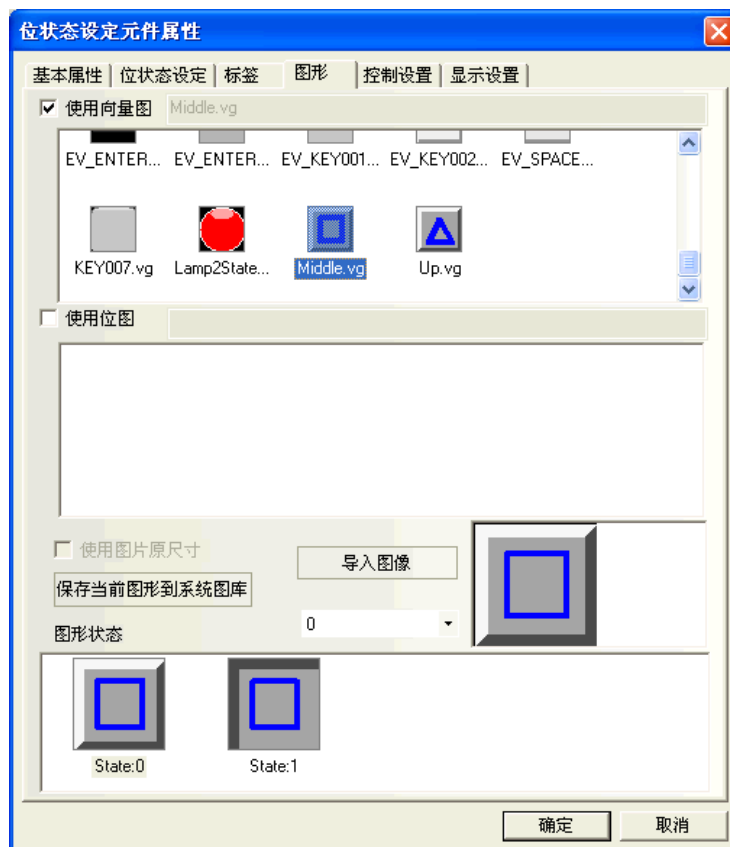 位状态设定元件属性
基本属性 位状态设定 标签 图形 控制设置 显示设置
使用向量图 Middle.vg
EV_ENTER... EV_ENTER... EV_KEY001... EV_KEY002... EV_SPACE...
KEY007.vg Lamp2State... Middle.vg Up.vg
使用位图
使用图片原尺寸
导入图像
保存当前图形到系统图库
0
图形状态
State:0 State:1
确定 取消